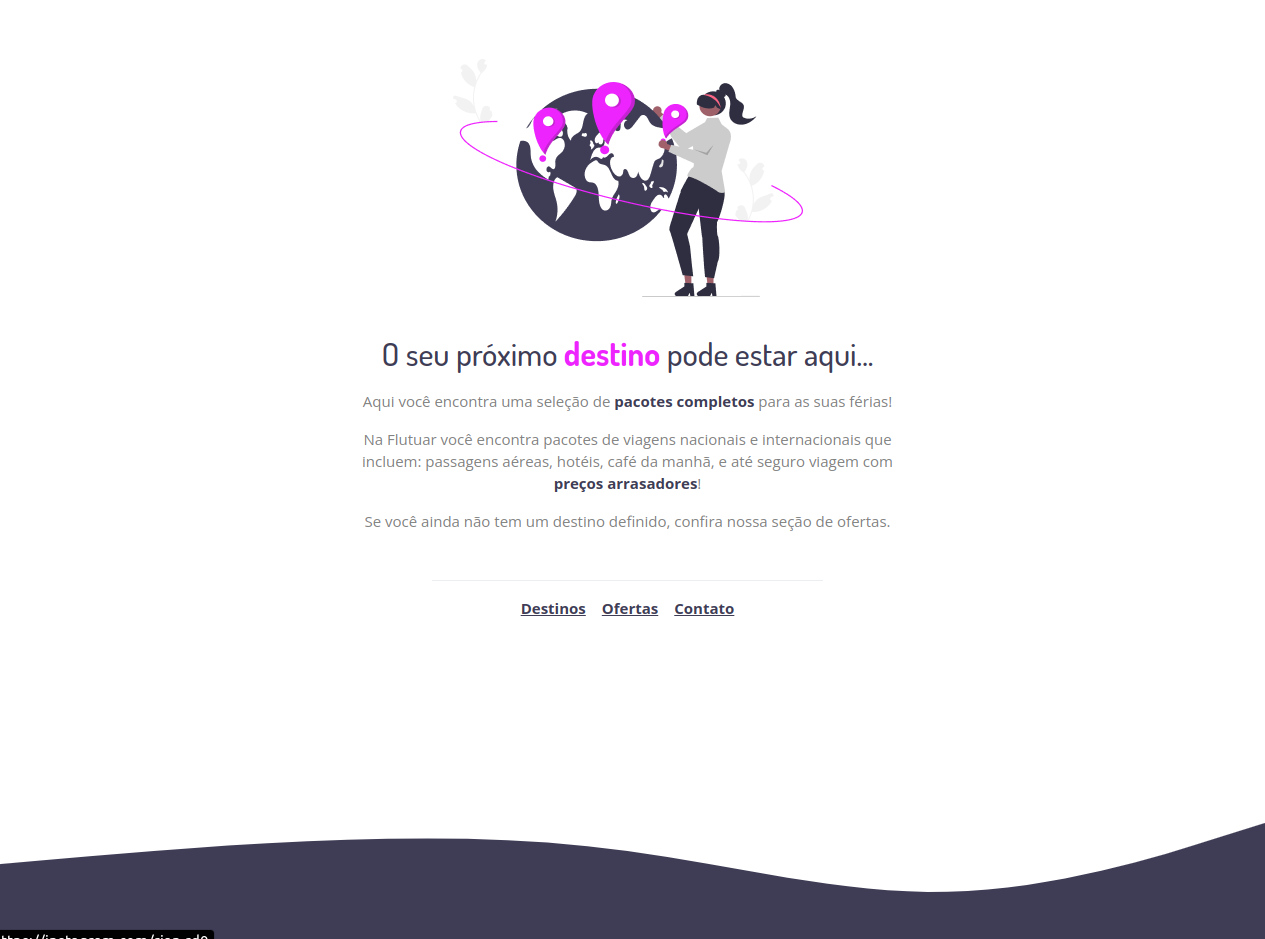 O seu próximo destino pode estar aqui...
Aqui você encontra uma seleção de pacotes completos para as suas férias!
Na Flutuar você encontra pacotes de viagens nacionais e internacionais que
incluem: passagens aéreas, hotéis, café da manhã, e até seguro viagem com
preços arrasadores!
Se você ainda não tem um destino definido, confira nossa seção de ofertas.
Destinos Ofertas Contato